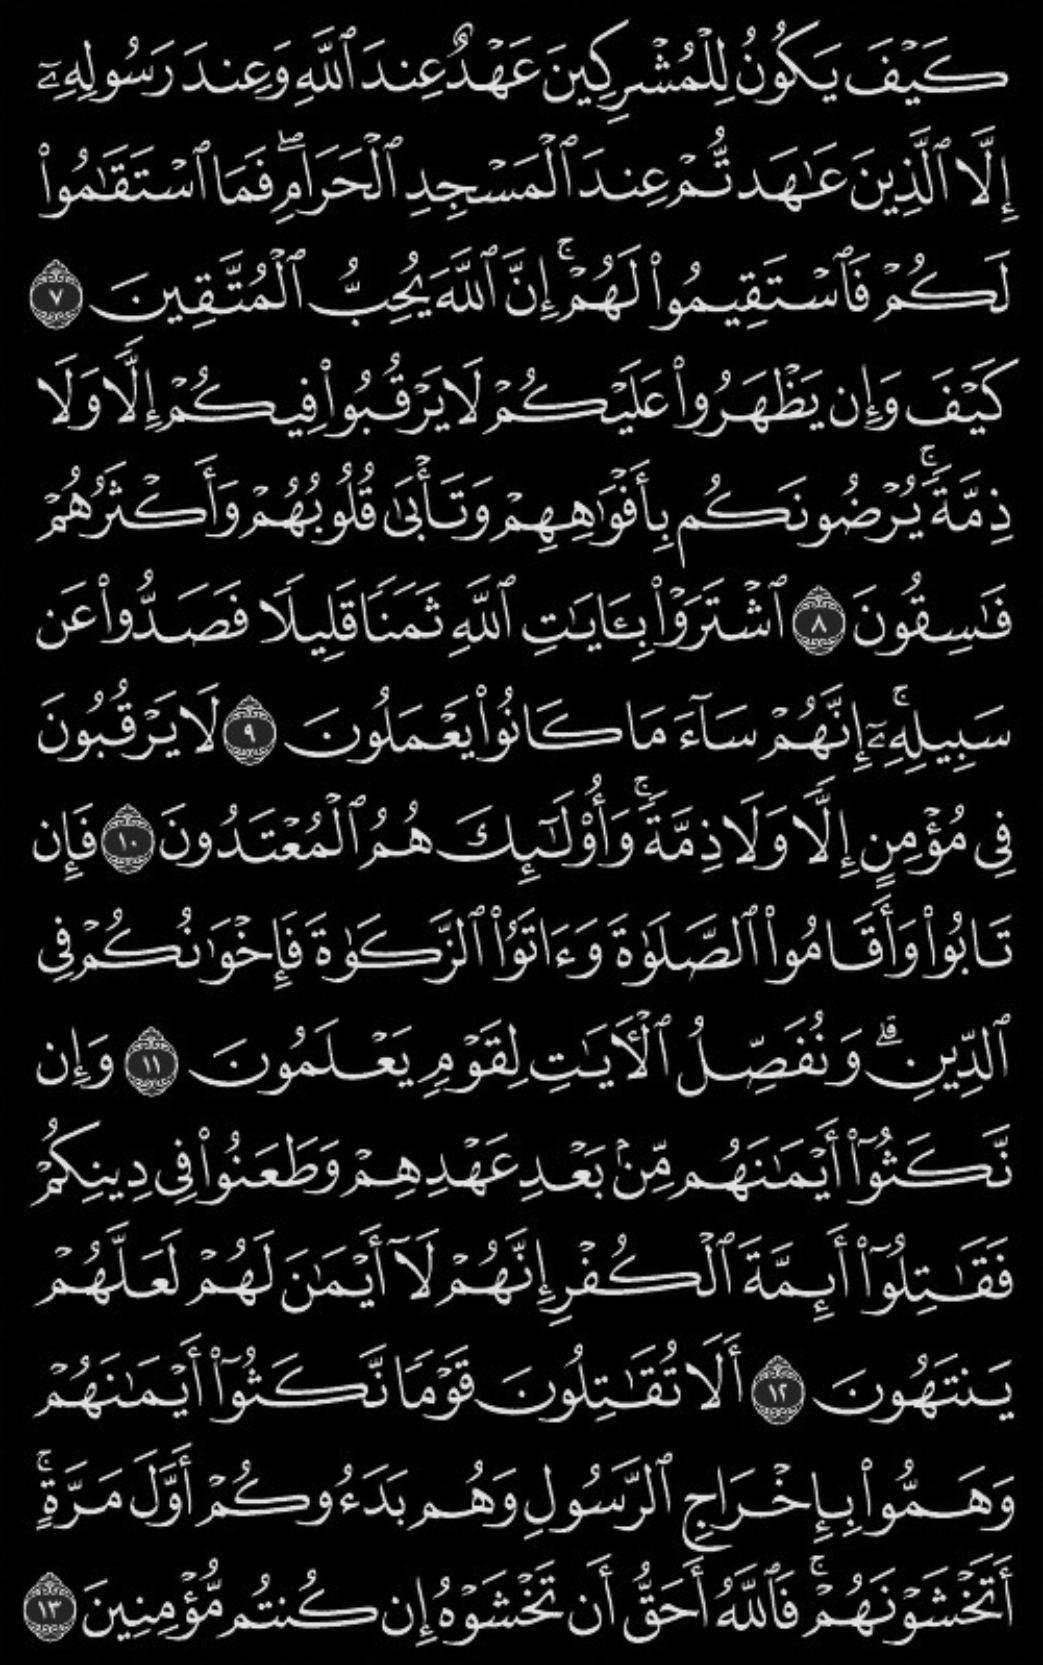 كَيۡفَ يَكُونُ لِلۡمُشۡرِكِينَ عَهۡدٌ عِندَ ٱللَّهِ وَعِندَ رَسُولِهِۦٓ
إِلَّا ٱلَّذِينَ عَٰهَدتُّمۡ عِندَ ٱلۡمَسۡجِدِ ٱلۡحَرَامِۖ فَمَا ٱسۡتَقَٰمُواْ
لَكُمۡ فَٱسۡتَقِيمُواْ لَهُمۡۚ إِنَّ ٱللَّهَ يُحِبُّ ٱلۡمُتَّقِينَ ٧
كَيۡفَ وَإِن يَظۡهَرُواْ عَلَيۡكُمۡ لَا يَرۡقُبُواْ فِيكُمۡ إِلّٗا وَلَا
ذِمَّةٗۚ يُرۡضُونَكُم بِأَفۡوَٰهِهِمۡ وَتَأۡبَىٰ قُلُوبُهُمۡ وَأَكۡثَرُهُمۡ
فَٰسِقُونَ ٨ ٱشۡتَرَوۡاْ بِـَٔايَٰتِ ٱللَّهِ ثَمَنٗا قَلِيلٗا فَصَدُّواْ عَن
سَبِيلِهِۦٓۚ إِنَّهُمۡ سَآءَ مَا كَانُواْ يَعۡمَلُونَ ٩ لَا يَرۡقُبُونَ
فِي مُؤۡمِنٍ إِلّٗا وَلَا ذِمَّةٗۚ وَأُوْلَٰٓئِكَ هُمُ ٱلۡمُعۡتَدُونَ ١٠ فَإِن
تَابُواْ وَأَقَامُواْ ٱلصَّلَوٰةَ وَءَاتَوُاْ ٱلزَّكَوٰةَ فَإِخۡوَٰنُكُمۡ فِي
ٱلدِّينِۗ وَنُفَصِّلُ ٱلۡأٓيَٰتِ لِقَوۡمٖ يَعۡلَمُونَ ١١ وَإِن
نَّكَثُوٓاْ أَيۡمَٰنَهُم مِّنۢ بَعۡدِ عَهۡدِهِمۡ وَطَعَنُواْ فِي دِينِكُمۡ
فَقَٰتِلُوٓاْ أَئِمَّةَ ٱلۡكُفۡرِ إِنَّهُمۡ لَآ أَيۡمَٰنَ لَهُمۡ لَعَلَّهُمۡ
يَنتَهُونَ ١٢ أَلَا تُقَٰتِلُونَ قَوۡمٗا نَّكَثُوٓاْ أَيۡمَٰنَهُمۡ
وَهَمُّواْ بِإِخۡرَاجِ ٱلرَّسُولِ وَهُم بَدَءُوكُمۡ أَوَّلَ مَرَّةٍۚ
أَتَخۡشَوۡنَهُمۡۚ فَٱللَّهُ أَحَقُّ أَن تَخۡشَوۡهُ إِن كُنتُم مُّؤۡمِنِينَ ١٣